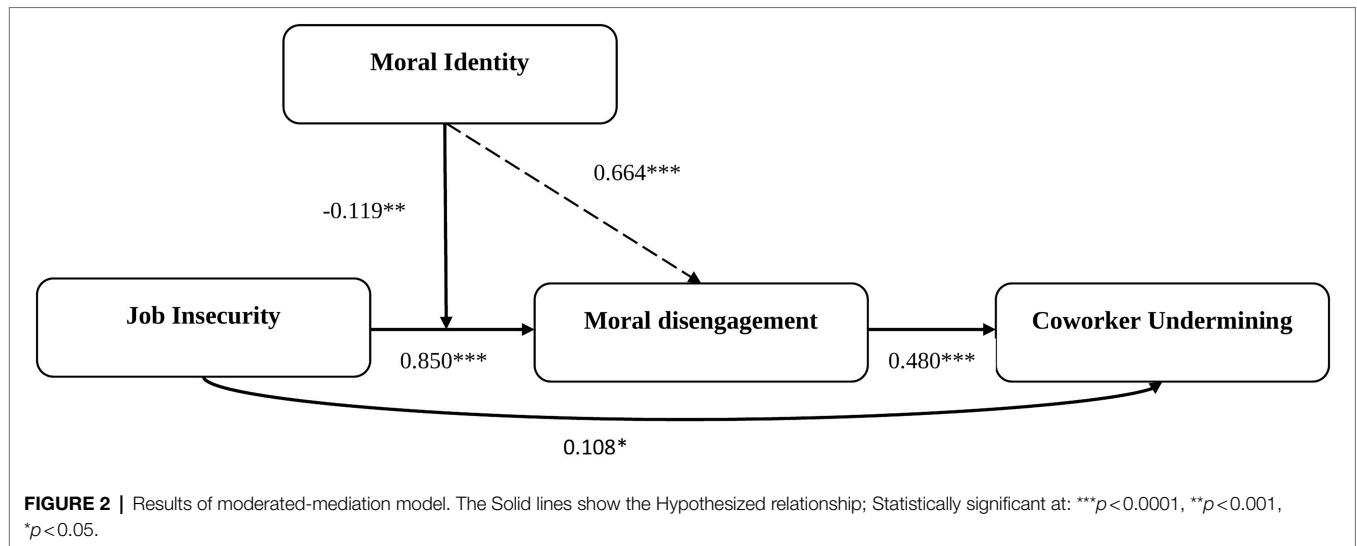 Moral Identity
0.664***
-0.119**
Job Insecurity
Moral disengagement
Coworker Undermining
0.850***
0.480***
0.108*
FIGURE 2 | Results of moderated-mediation model. The Solid lines show the Hypothesized relationship; Statistically significant at: ***p<0.0001, **p<0.001,
*p<0.05.